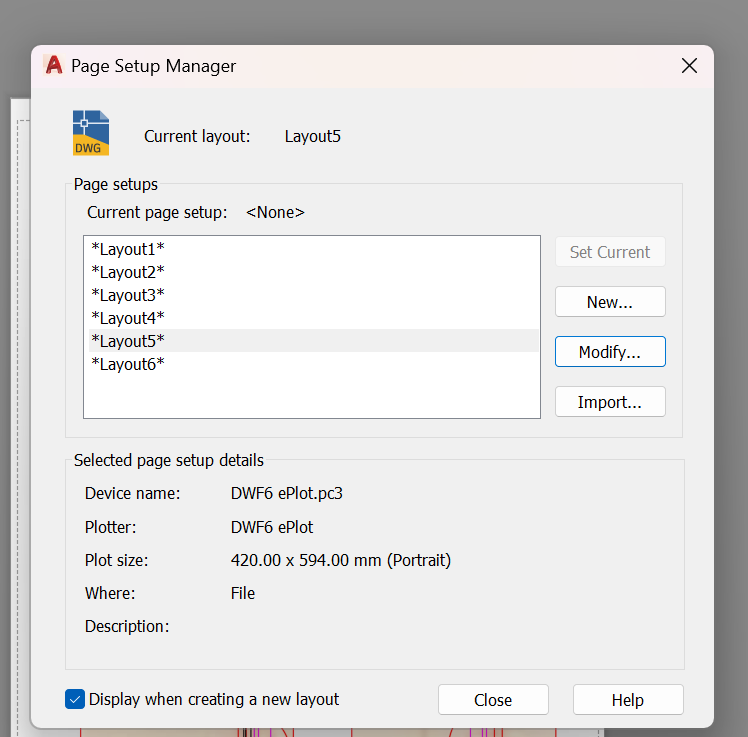 Page Setup Manager
DWG
Current layout: Layout5
Page setups
Current page setup: <None>
*Layout1*
*Layout2*
*Layout3*
*Layout4*
*Layout5*
*Layout6*
Set Current
New...
Modify...
Import...
Selected page setup details
Device name: DWF6 ePlot.pc3
Plotter: DWF6 ePlot
Plot size: 420.00 x 594.00 mm (Portrait)
Where: File
Description:
Display when creating a new layout
Close
Help